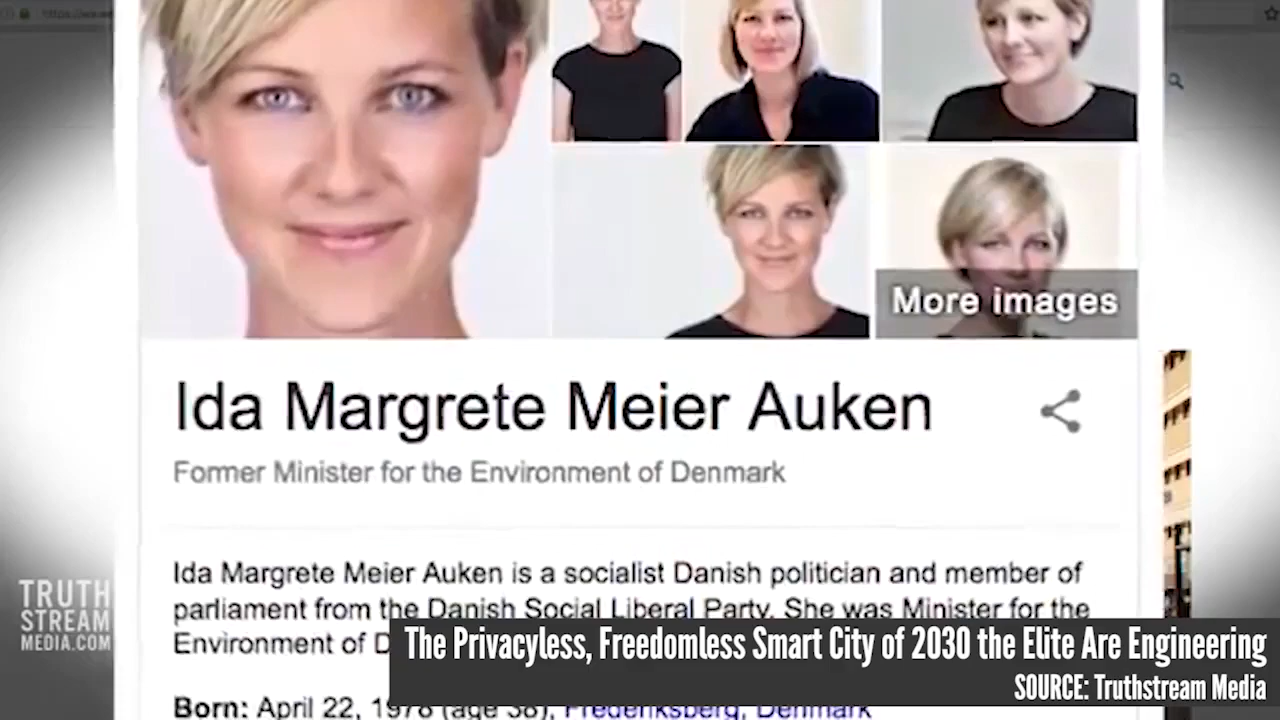 More images
Ida Margrete Meier Auken
Former Minister for the Environment of Denmark
Ida Margrete Meier Auken is a socialist Danish politician and member of
parliament from the Danish Social Liberal Party. She was Minister for the
Environment of D
Born: April 22, 1978 (age 38), Frederiksberg, Denmark
TRUTH
STREAM
MEDIA.COM
The Privacyless, Freedomless Smart City of 2030 the Elite Are Engineering
SOURCE: Truthstream Media